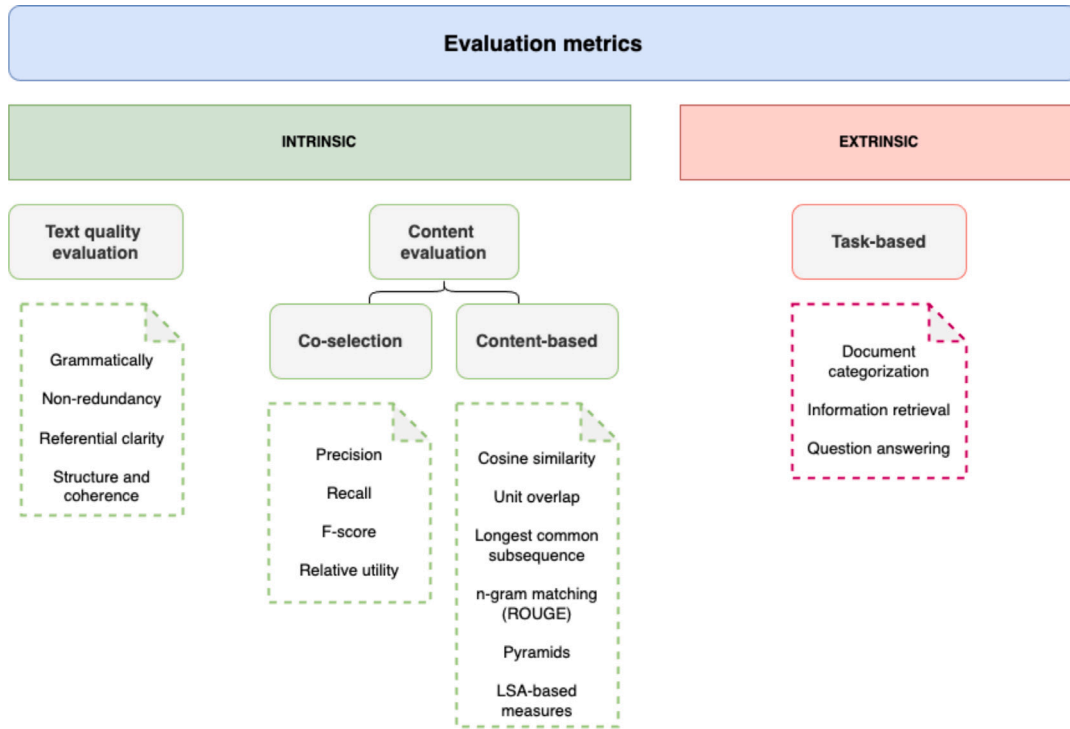 Evaluation metrics
INTRINSIC
EXTRINSIC
Text quality
evaluation
Content
evaluation
Task-based
Co-selection
Content-based
Grammatically
Non-redundancy
Referential clarity
Structure and
coherence
Precision
Recall
F-score
Relative utility
Cosine similarity
Unit overlap
Longest common
subsequence
n-gram matching
(ROUGE)
Pyramids
LSA-based
measures
Document
categorization
Information retrieval
Question answering